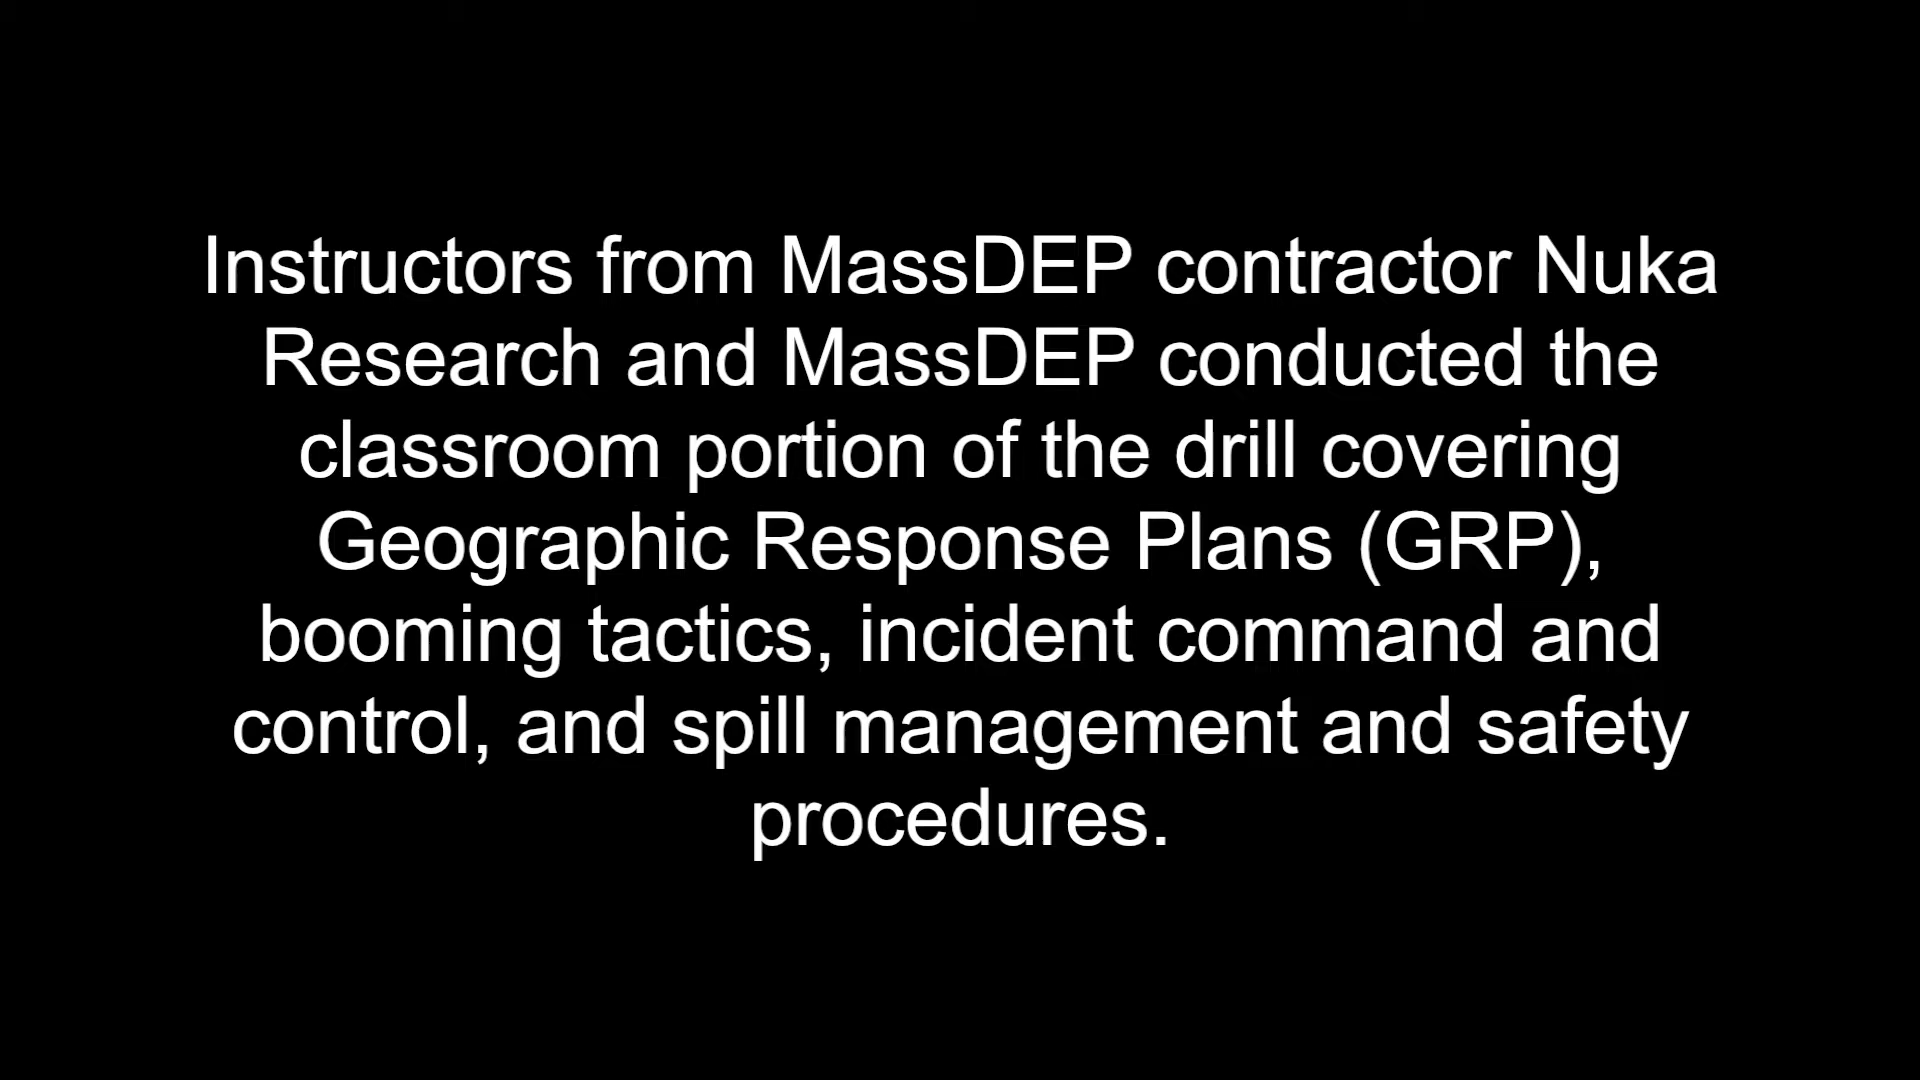 Instructors from MassDEP contractor Nuka
Research and MassDEP conducted the
classroom portion of the drill covering
Geographic Response Plans (GRP),
booming tactics, incident command and
control, and spill management and safety
procedures.